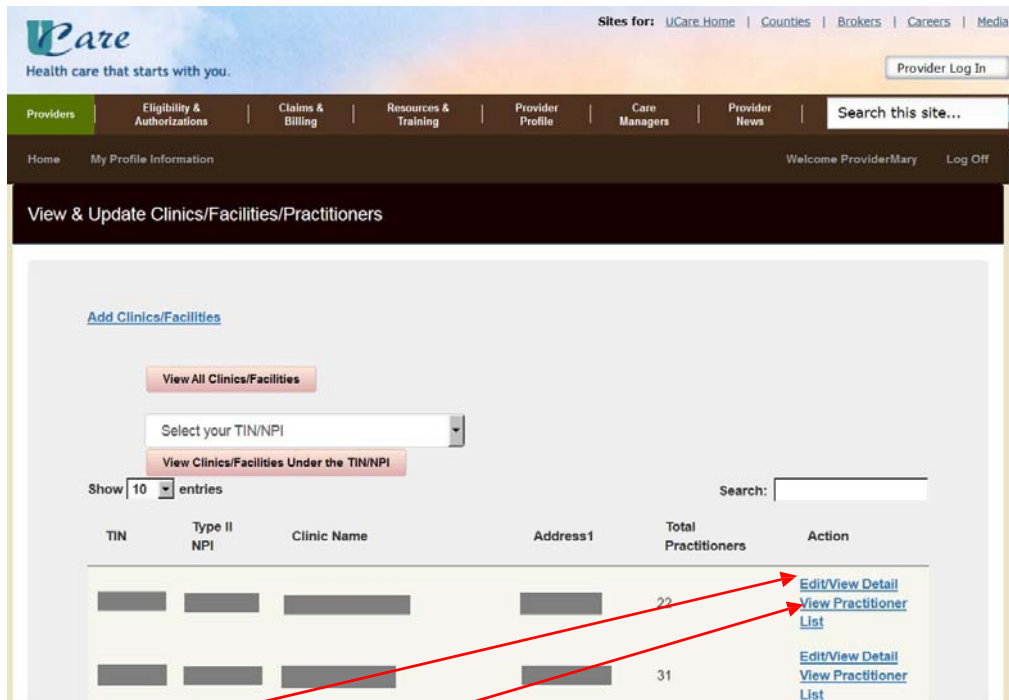 Sites for: UCare Home | Counties | Brokers | Careers | Media
UCare
Health care that starts with you.
Provider Log In
Providers | Eligibility & Authorizations | Claims & Billing | Resources & Training | Provider Profile | Care Managers | Provider News | Search this site...
Home My Profile Information Welcome ProviderMary Log Off
View & Update Clinics/Facilities/Practitioners
Add Clinics/Facilities
View All Clinics/Facilities
Select your TIN/NPI
View Clinics/Facilities Under the TIN/NPI
Show 10 entries Search:
TIN Type II NPI Clinic Name Address1 Total Practitioners Action
22 Edit/View Detail
View Practitioner
List
31 Edit/View Detail
View Practitioner
List